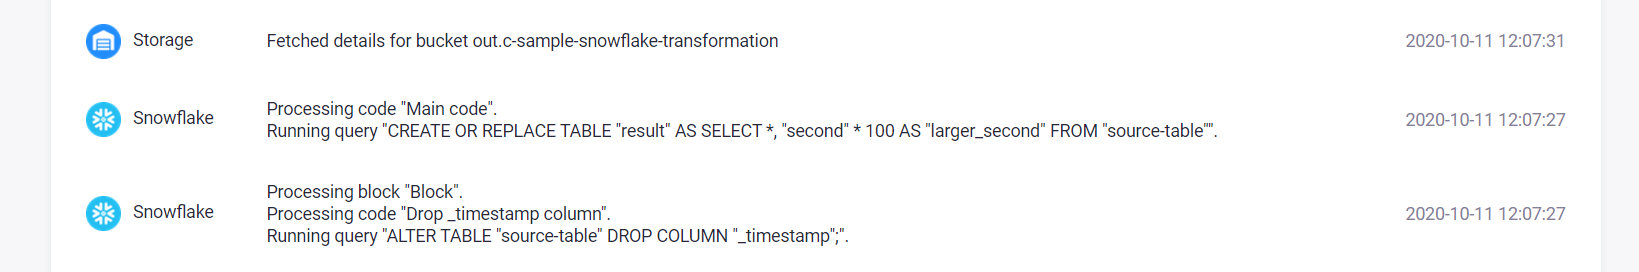 Storage
Fetched details for bucket out.c-sample-snowflake-transformation
2020-10-11 12:07:31
Snowflake
Processing code "Main code".
Running query "CREATE OR REPLACE TABLE "result" AS SELECT *, "second" * 100 AS "larger_second" FROM "source-table"".
2020-10-11 12:07:27
Snowflake
Processing block "Block".
Processing code "Drop _timestamp column".
Running query "ALTER TABLE "source-table" DROP COLUMN "_timestamp";".
2020-10-11 12:07:27